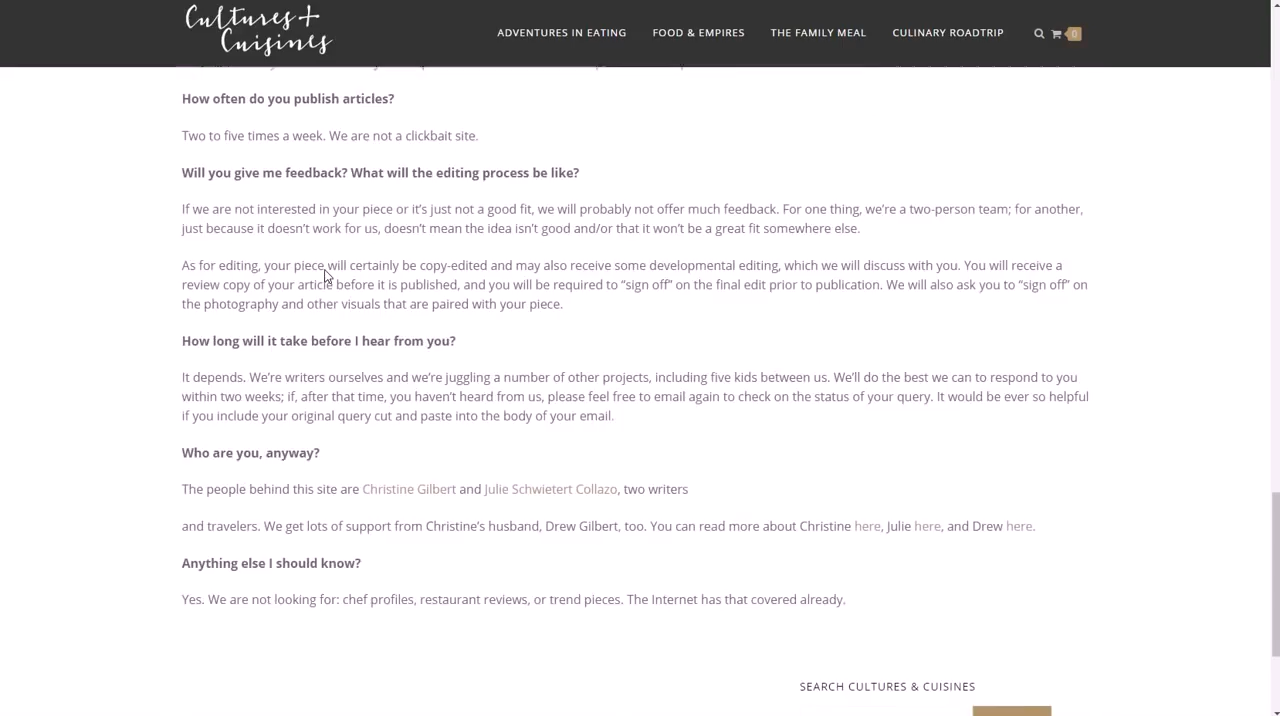 Cultures +
Cuisines
ADVENTURES IN EATING FOOD & EMPIRES THE FAMILY MEAL CULINARY ROADTRIP 0
How often do you publish articles?
Two to five times a week. We are not a clickbait site.
Will you give me feedback? What will the editing process be like?
If we are not interested in your piece or it’s just not a good fit, we will probably not offer much feedback. For one thing, we’re a two-person team; for another,
just because it doesn’t work for us, doesn’t mean the idea isn’t good and/or that it won’t be a great fit somewhere else.
As for editing, your piece will certainly be copy-edited and may also receive some developmental editing, which we will discuss with you. You will receive a
review copy of your article before it is published, and you will be required to “sign off” on the final edit prior to publication. We will also ask you to “sign off” on
the photography and other visuals that are paired with your piece.
How long will it take before I hear from you?
It depends. We’re writers ourselves and we’re juggling a number of other projects, including five kids between us. We’ll do the best we can to respond to you
within two weeks; if, after that time, you haven’t heard from us, please feel free to email again to check on the status of your query. It would be ever so helpful
if you include your original query cut and paste into the body of your email.
Who are you, anyway?
The people behind this site are Christine Gilbert and Julie Schwietert Collazo, two writers
and travelers. We get lots of support from Christine’s husband, Drew Gilbert, too. You can read more about Christine here, Julie here, and Drew here.
Anything else I should know?
Yes. We are not looking for: chef profiles, restaurant reviews, or trend pieces. The Internet has that covered already.
SEARCH CULTURES & CUISINES